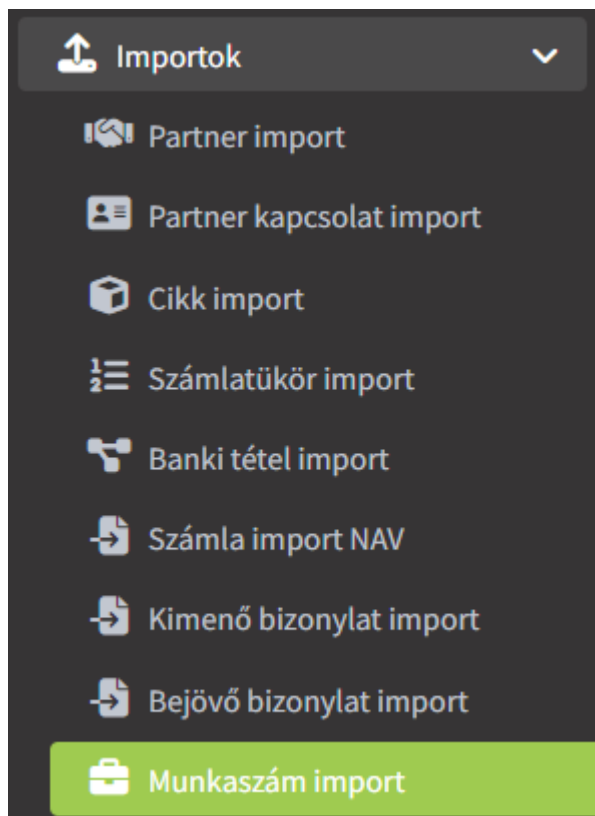 Importok
Partner import
Partner kapcsolat import
Cikk import
Számlatükör import
Banki tétel import
Számla import NAV
Kimenő bizonylat import
Bejövő bizonylat import
Munkaszám import